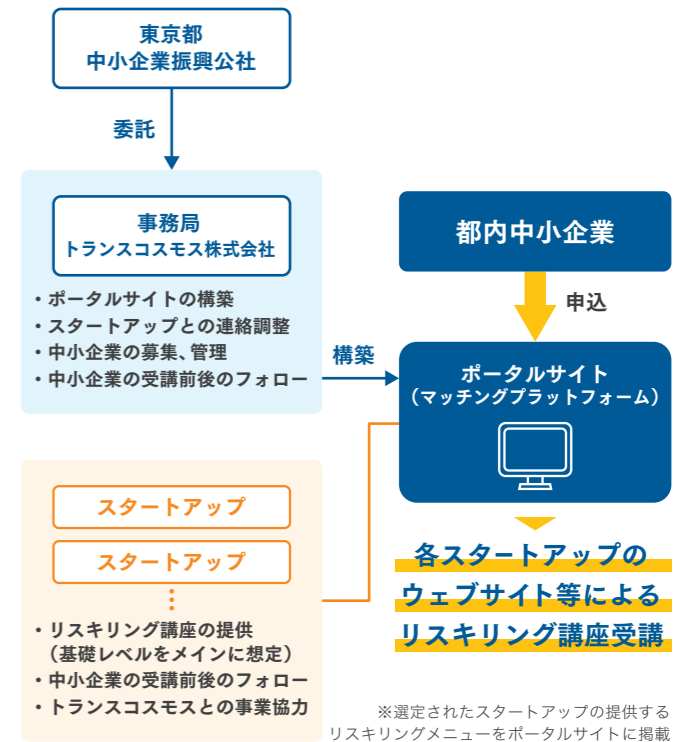 東京都
中小企業振興公社
委託
事務局
トランスコスモス株式会社
・ポータルサイトの構築
・スタートアップとの連絡調整
・中小企業の募集、管理
・中小企業の受講前後のフォロー
構築
都内中小企業
申込
ポータルサイト
（マッチングプラットフォーム）
スタートアップ
スタートアップ
・リスキリング講座の提供
（基礎レベルをメインに想定）
・中小企業の受講前後のフォロー
・トランスコスモスとの事業協力
各スタートアップの
ウェブサイト等による
リスキリング講座受講
※選定されたスタートアップの提供する
リスキリングメニューをポータルサイトに掲載